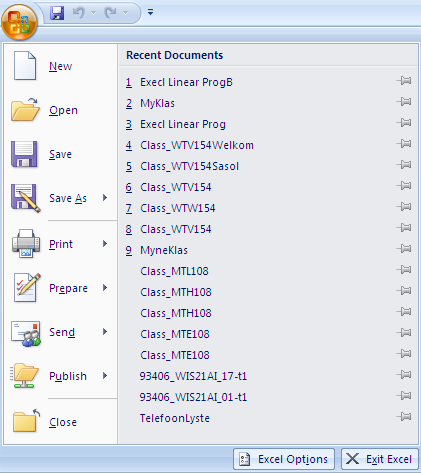 Recent Documents
New
Open
Save
Save As
Print
Prepare
Send
Publish
Close
1 Execl Linear ProgB
2 MyKlas
3 Execl Linear Prog
4 Class_WTV154Welkom
5 Class_WTV154Sasol
6 Class_WTV154
7 Class_WTW154
8 Class_WTV154
9 MyneKlas
Class_MTL108
Class_MTH108
Class_MTH108
Class_MTE108
Class_MTE108
93406_WIS21AI_17-t1
93406_WIS21AI_01-t1
TelefoonLyste
Excel Options
Exit Excel